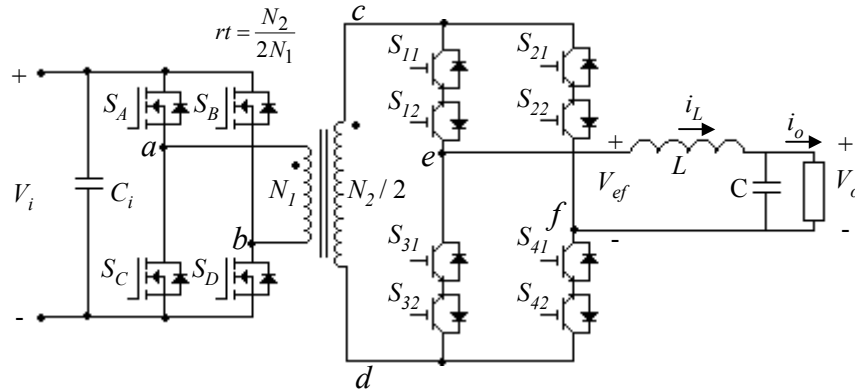 rt = N₂ / 2N₁
c
S₁₁
S₂₁
+
S_A
S_B
S₁₂
S₂₂
i_L
i_o
a
+
+
e
V_i
C_i
N₁
N₂ / 2
V_ef
L
C
V_o
b
f
S_C
S_D
S₃₁
S₄₁
-
-
S₃₂
S₄₂
-
d